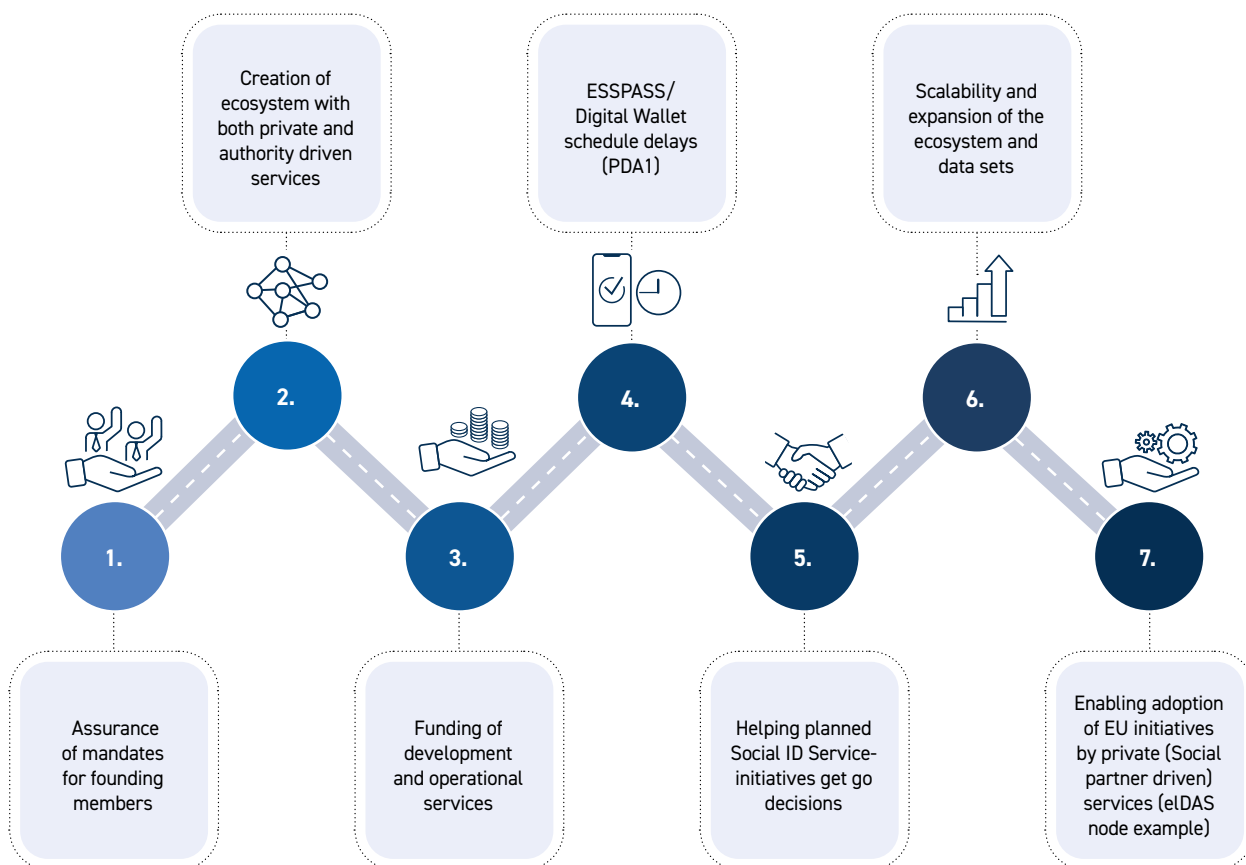 Creation of
ecosystem with
both private and
authority driven
services
ESSPASS/
Digital Wallet
schedule delays
(PDA1)
Scalability and
expansion of the
ecosystem and
data sets
1.
2.
3.
4.
5.
6.
7.
Assurance
of mandates
for founding
members
Funding of
development
and operational
services
Helping planned
Social ID Service-
initiatives get go
decisions
Enabling adoption
of EU initiatives
by private (Social
partner driven)
services (elDAS
node example)